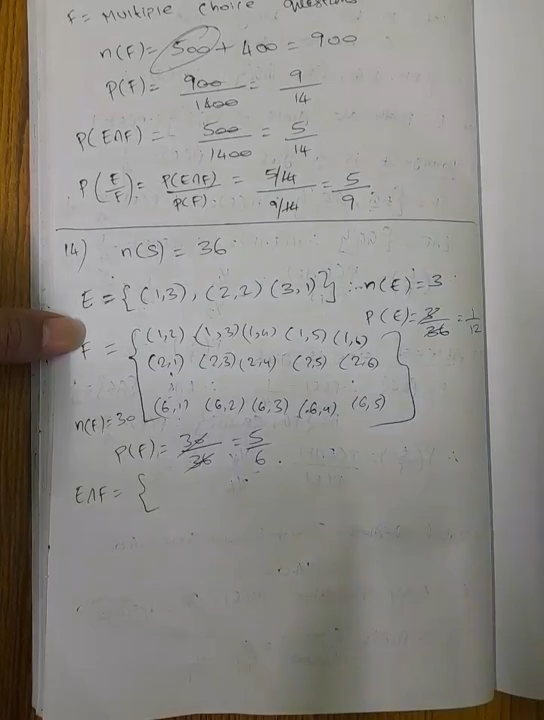 F = Multiple Choice Questions
n(F) = 500 + 400 = 900
P(F) = 900/1400 = 9/14
P(E∩F) = 500/1400 = 5/14
P(E/F) = P(E∩F)/P(F) = 5/14 / 9/14 = 5/9
14) n(S) = 36
E = {(1,3), (2,2) (3,1)} ∴ n(E) = 3
P(E) = 3/36 = 1/12
F = { (1,2) (1,3) (1,4) (1,5) (1,6)
(2,1) (2,3) (2,4) (2,5) (2,6)
(6,1) (6,2) (6,3) (6,4) (6,5) }
n(F) = 30
P(F) = 30/36 = 5/6
E∩F = {